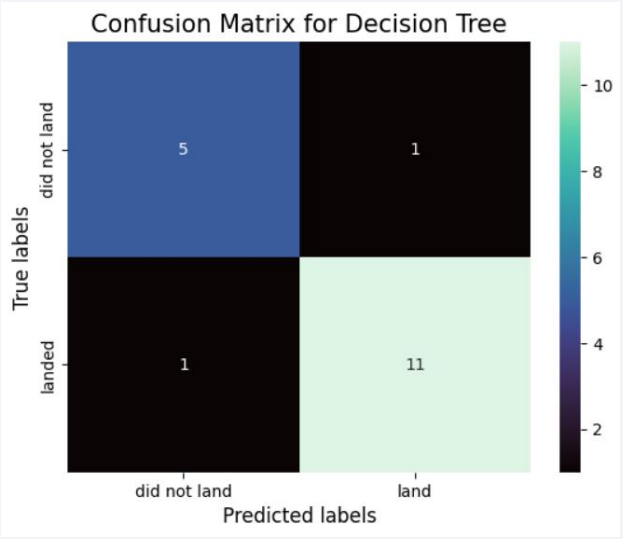 Confusion Matrix for Decision Tree
True labels
did not land
5
1
landed
1
11
did not land
land
Predicted labels
10
8
6
4
2